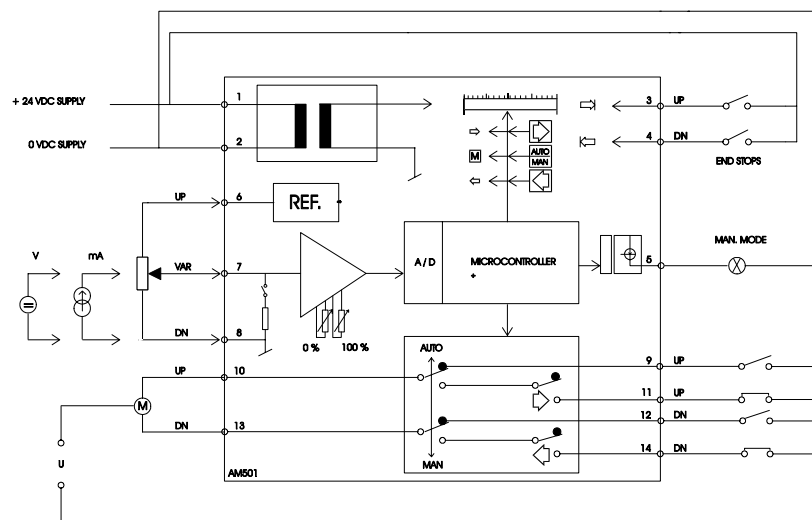 + 24 VDC SUPPLY
1
3
UP
0 VDC SUPPLY
2
4
DN
AUTO
MAN
M
END STOPS
UP
6
REF.
V
mA
VAR
7
A / D
MICROCONTROLLER
+
5
MAN. MODE
DN
8
0 %
100 %
UP
10
AUTO
9
UP
M
11
UP
12
DN
DN
13
14
DN
U
MAN
AM501